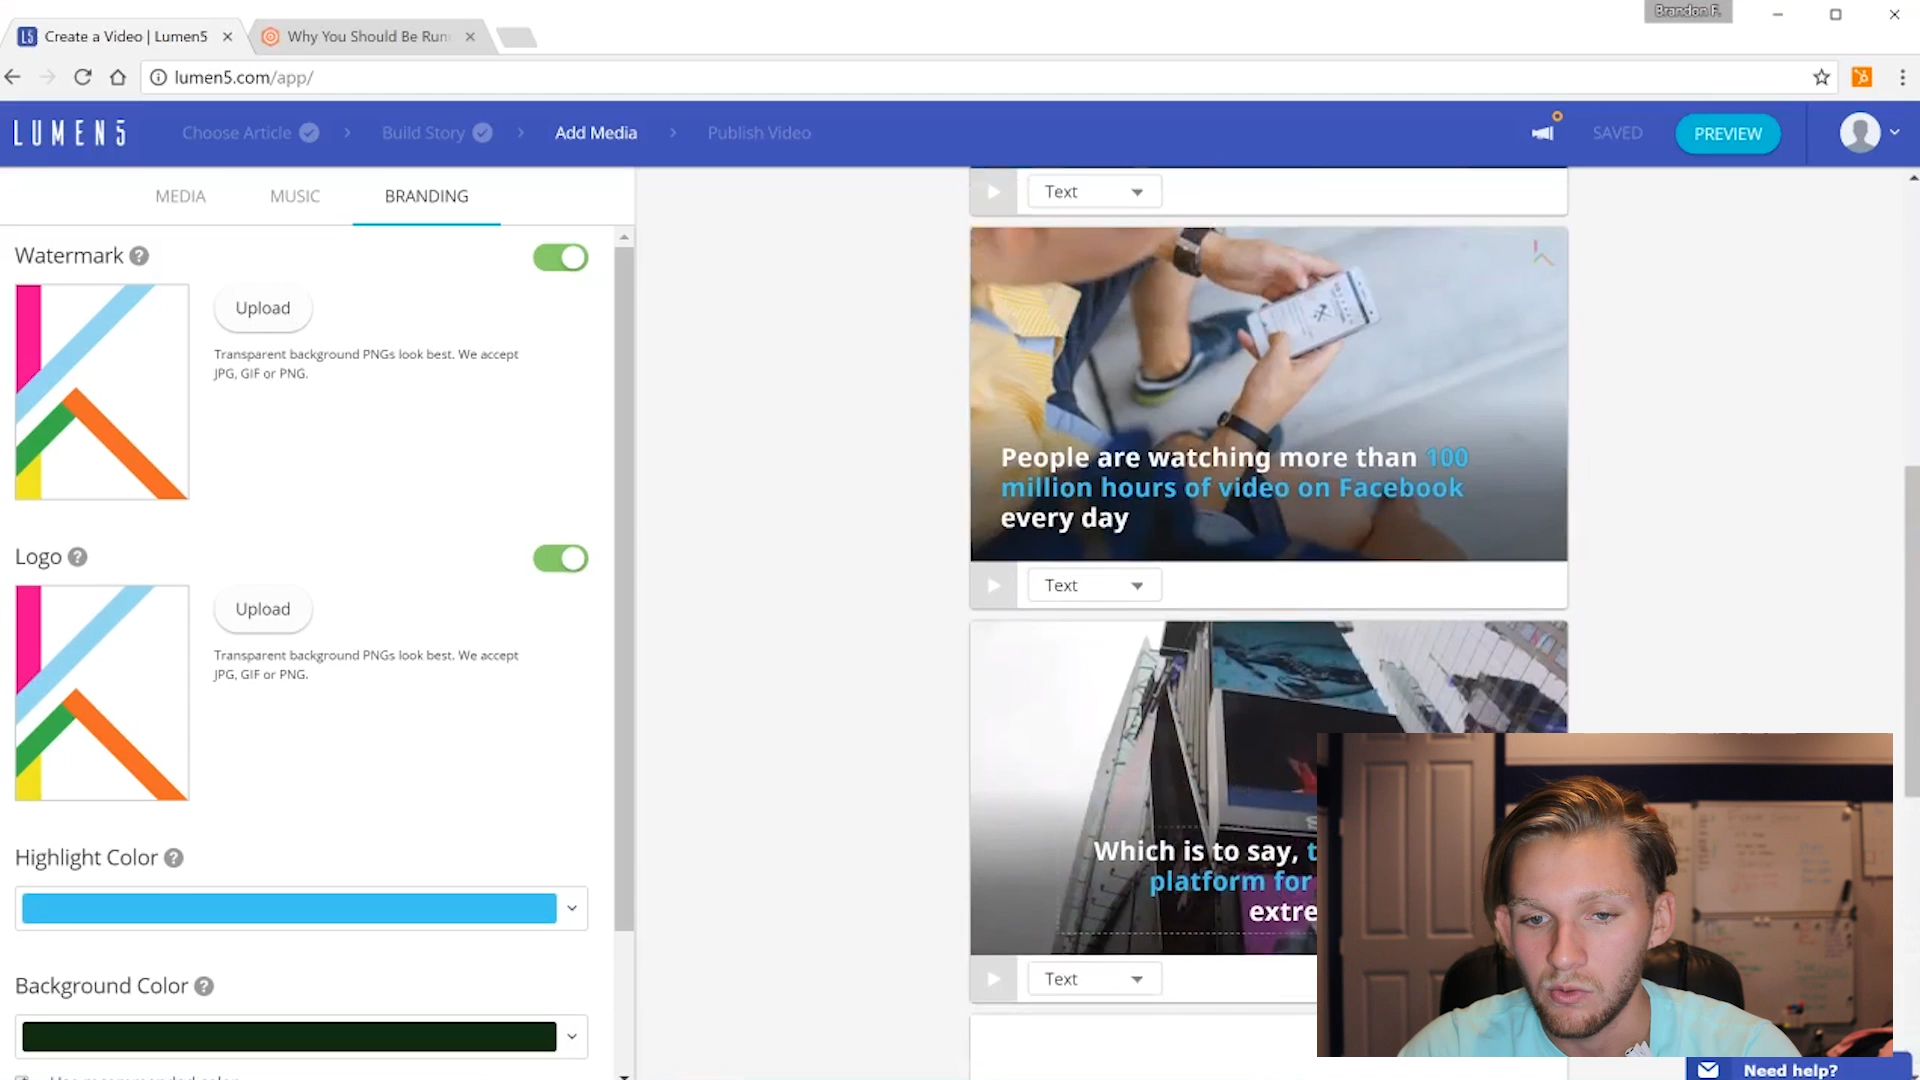 Brandon F.
Create a Video | Lumen5
Why You Should Be Run
lumen5.com/app/
LUMEN5
Choose Article
Build Story
Add Media
Publish Video
SAVED
PREVIEW
MEDIA
MUSIC
BRANDING
Watermark
Upload
Transparent background PNGs look best. We accept
JPG, GIF or PNG.
Logo
Upload
Transparent background PNGs look best. We accept
JPG, GIF or PNG.
Highlight Color
Background Color
Text
People are watching more than 100
million hours of video on Facebook
every day
Text
Which is to say, t
platform for
extre
Text
Need help?